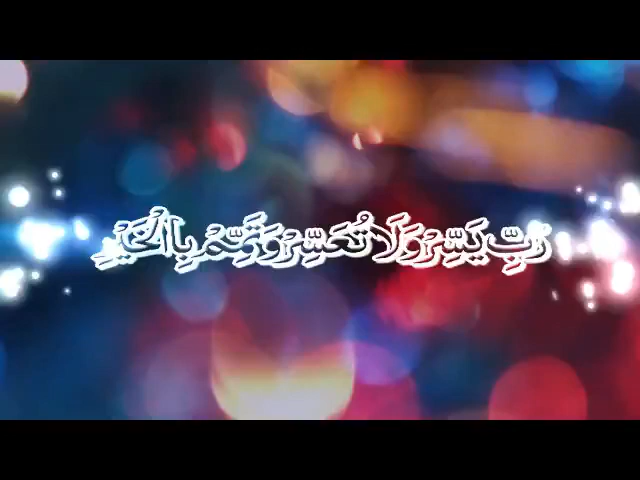 رَبِّ يَسِّرْ وَلَا تُعَسِّرْ وَتَمِّمْ بِالْخَيْرِ